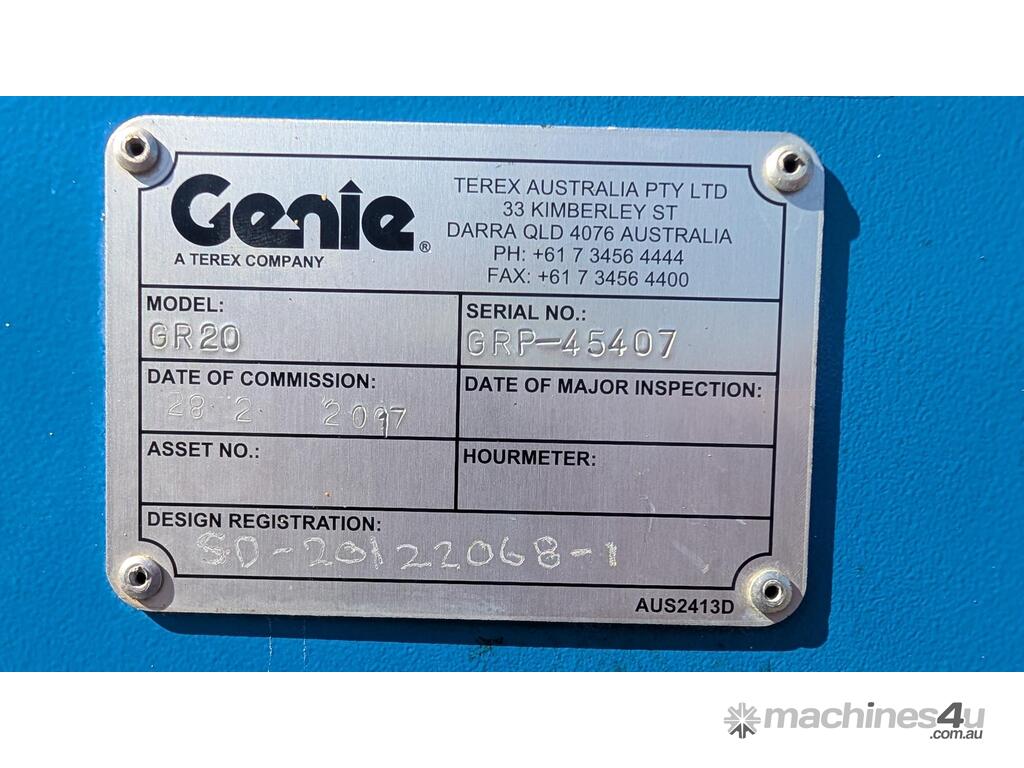 Genie®
A TEREX COMPANY
TEREX AUSTRALIA PTY LTD
33 KIMBERLEY ST
DARRA QLD 4076 AUSTRALIA
PH: +61 7 3456 4444
FAX: +61 7 3456 4400
MODEL:
GR20
SERIAL NO.:
GRP-45407
DATE OF COMMISSION:
28 2
DATE OF MAJOR INSPECTION:
ASSET NO.:
HOURMETER:
DESIGN REGISTRATION:
SD-20122068-1
AUS2413D
machines4u
.com.au